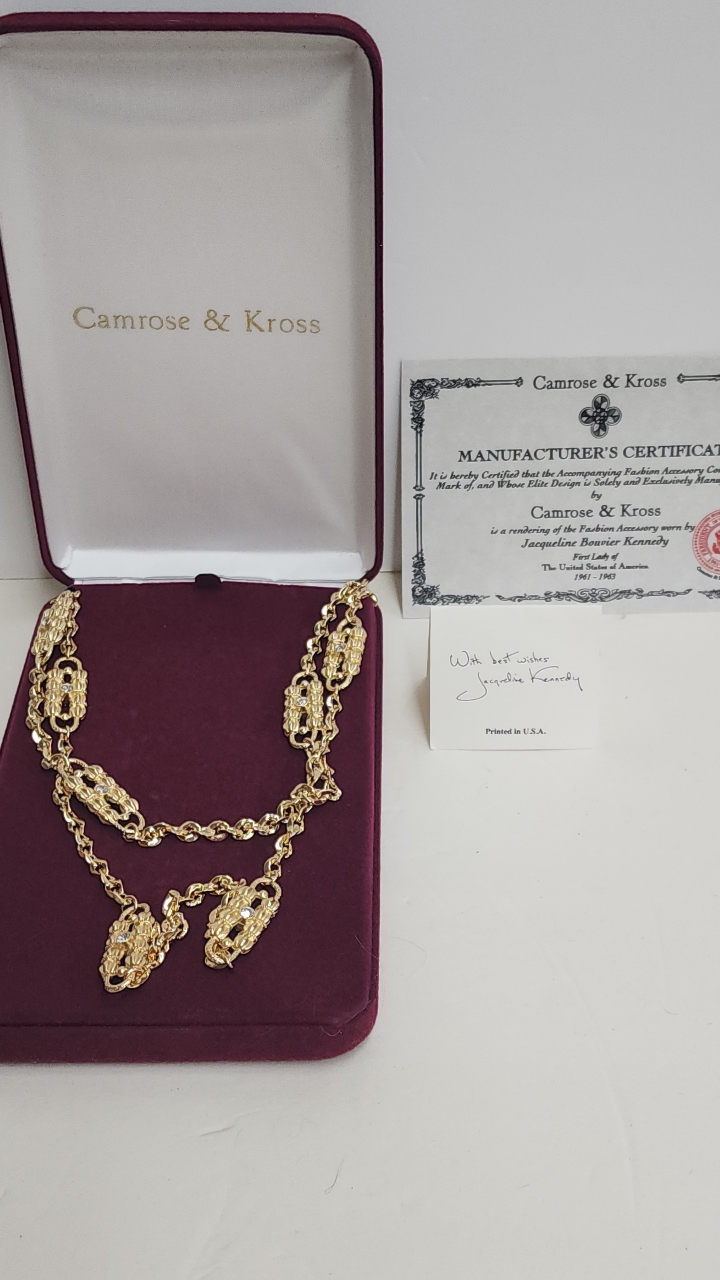 Camrose & Kross
Camrose & Kross
MANUFACTURER'S CERTIFICAT
It is hereby Certified that the Accompanying Fashion Accessory
Mark of, and Whose Elite Design is Solely and Exclusively
by
Camrose & Kross
is a rendering of the Fashion Accessory worn by
Jacqueline Bouvier Kennedy
First Lady of
The United States of America
1961 - 1963
With best wishes
Jacqueline Kennedy
Printed in U.S.A.